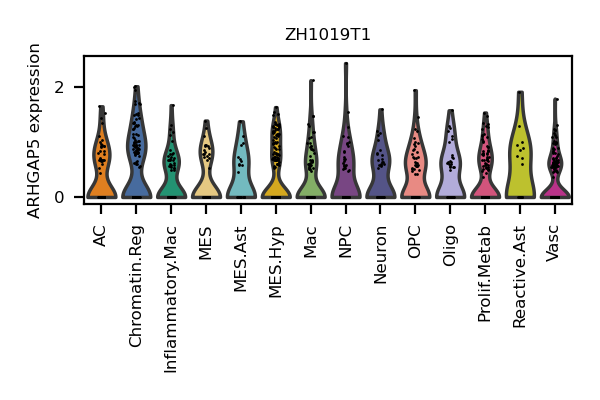 ZH1019T1
ARHGAP5 expression
2
0
AC
Chromatin.Reg
Inflammatory.Mac
MES
MES.Ast
MES.Hyp
Mac
NPC
Neuron
OPC
Oligo
Prolif.Metab
Reactive.Ast
Vasc